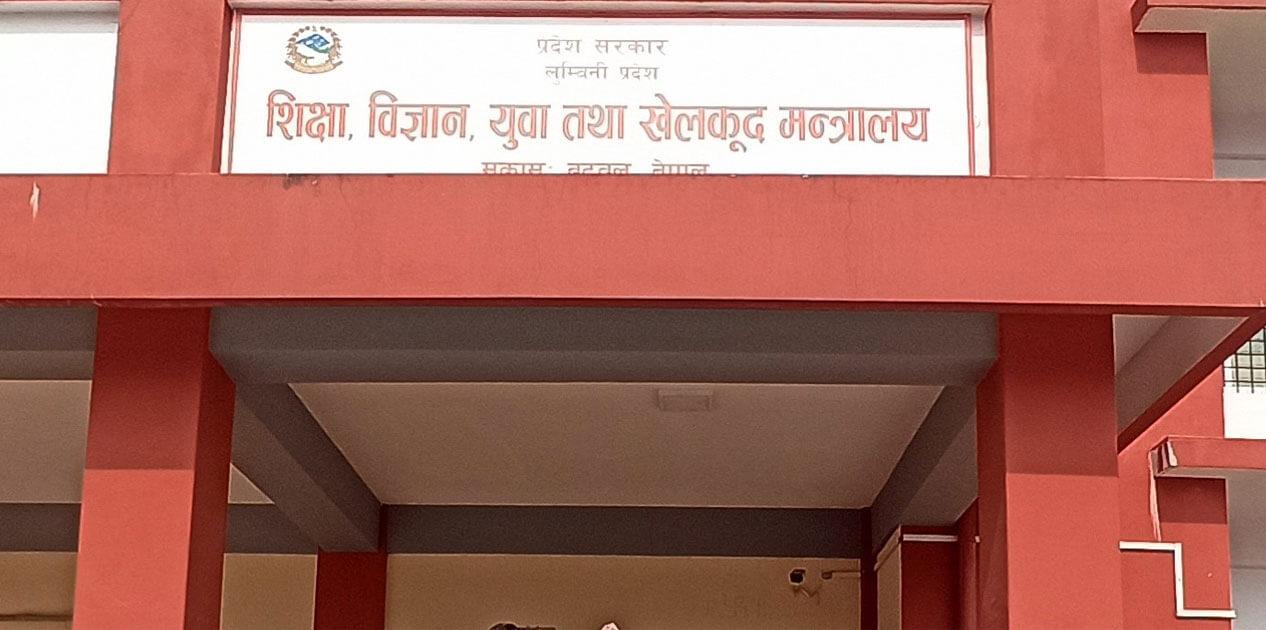 प्रदेश सरकार
लुम्बिनी प्रदेश
शिक्षा, विज्ञान, युवा तथा खेलकूद मन्त्रालय